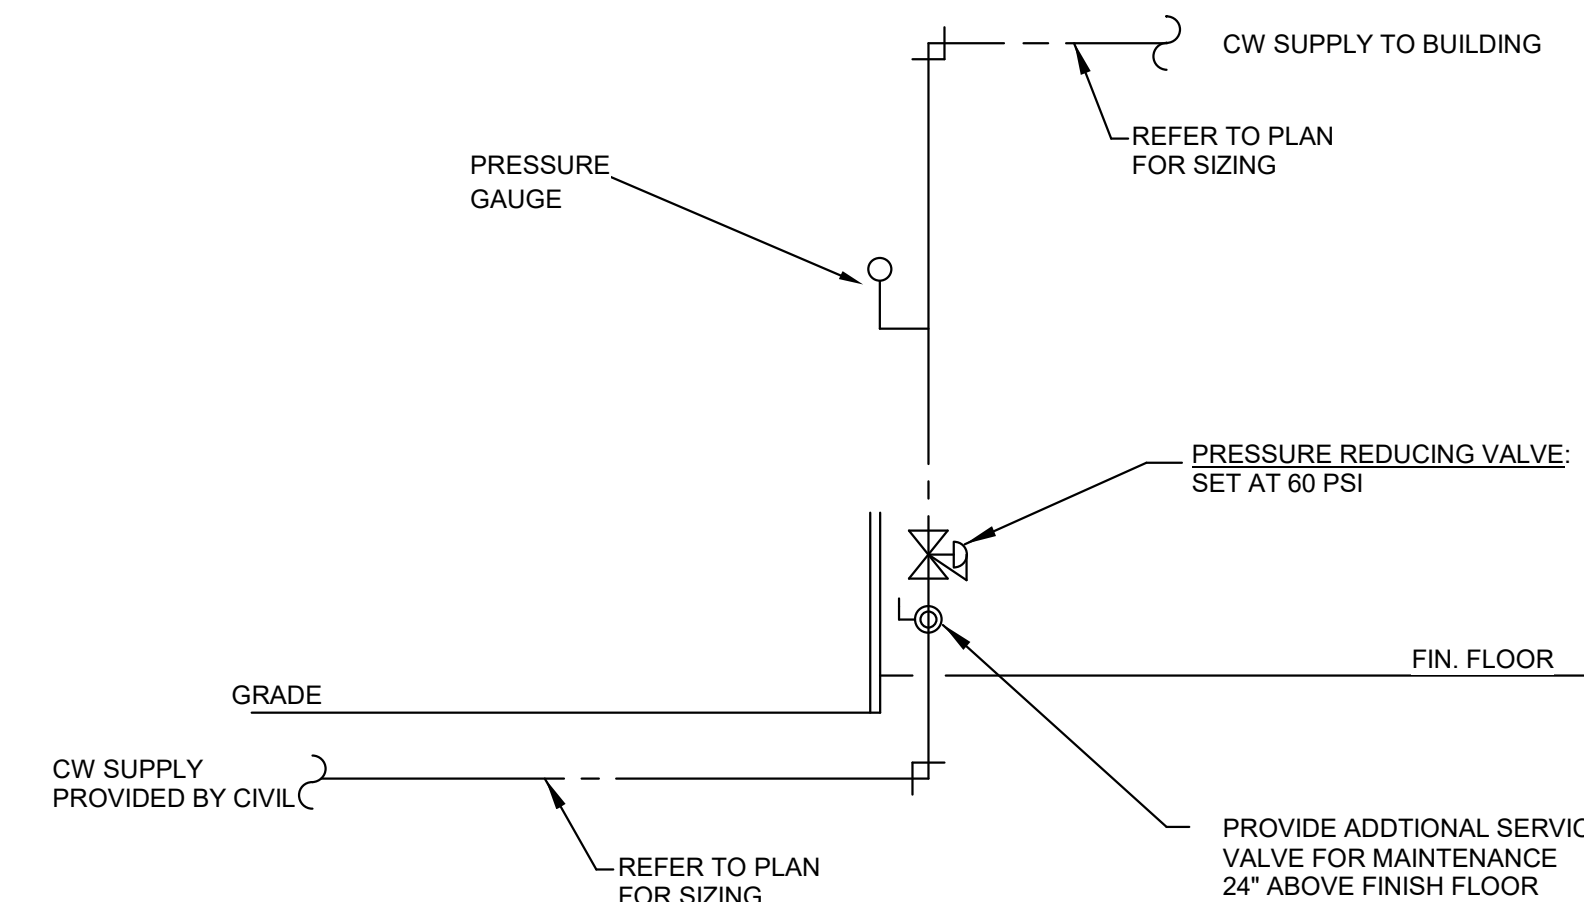 CW SUPPLY TO BUILDING
REFER TO PLAN
FOR SIZING
PRESSURE
GAUGE
PRESSURE REDUCING VALVE:
SET AT 60 PSI
FIN. FLOOR
GRADE
CW SUPPLY
PROVIDED BY CIVIL
PROVIDE ADDTIONAL
VALVE FOR MAINTENANCE
24" ABOVE FINISH FLOOR
REFER TO PLAN
FOR SIZING